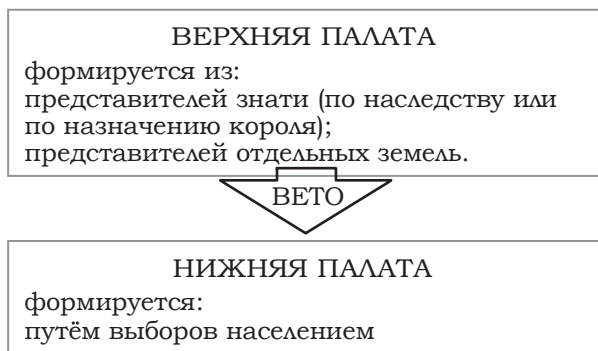 ВЕРХНЯЯ ПАЛАТА
формируется из:
представителей знати (по наследству или
по назначению короля);
представителей отдельных земель.
ВЕТО
НИЖНЯЯ ПАЛАТА
формируется:
путём выборов населением